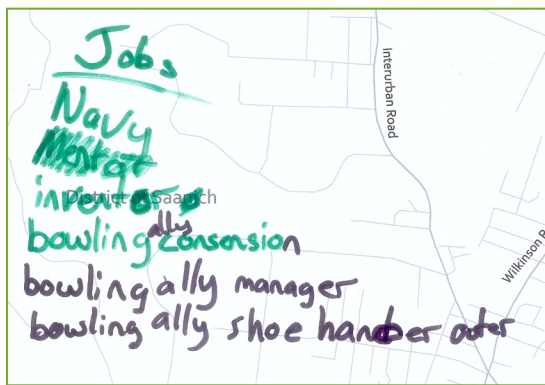 Jobs
Navy
inventor
District of Saanich
bowling ally consension
bowling ally manager
bowling ally shoe hander outer
Interurban Road
Wilkinson R